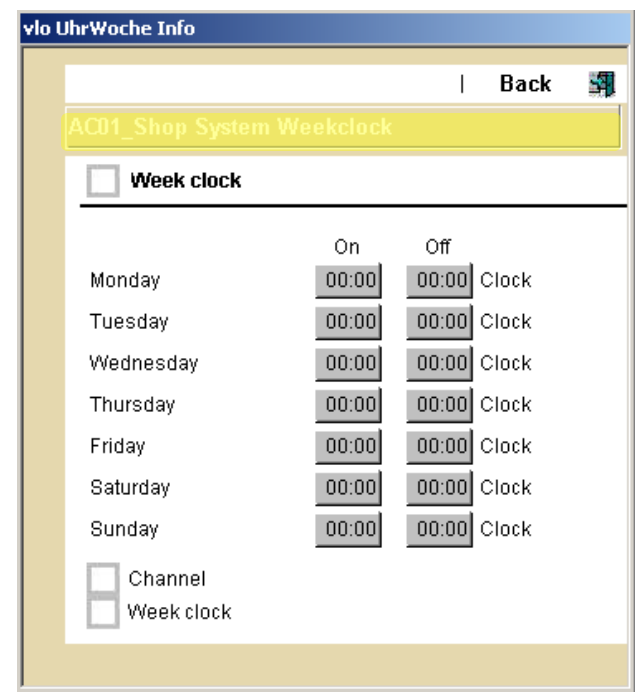 vlo UhrWoche Info
| Back
AC01_Shop System Weekclock
Week clock
On Off
Monday 00:00 00:00 Clock
Tuesday 00:00 00:00 Clock
Wednesday 00:00 00:00 Clock
Thursday 00:00 00:00 Clock
Friday 00:00 00:00 Clock
Saturday 00:00 00:00 Clock
Sunday 00:00 00:00 Clock
Channel
Week clock